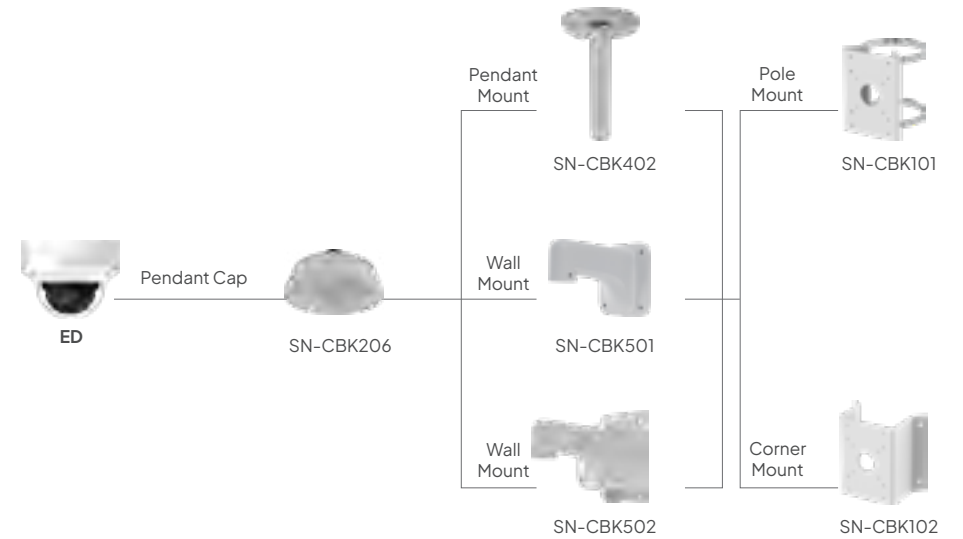 Pendant
Mount
SN-CBK402
Pole
Mount
SN-CBK101
ED
Pendant Cap
SN-CBK206
Wall
Mount
SN-CBK501
Wall
Mount
SN-CBK502
Corner
Mount
SN-CBK102